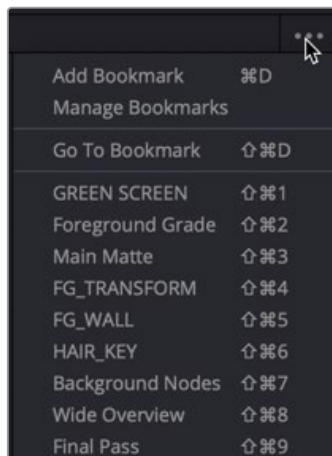 Add Bookmark ⌘D
Manage Bookmarks
Go To Bookmark ⇧⌘D
GREEN SCREEN ⇧⌘1
Foreground Grade ⇧⌘2
Main Matte ⇧⌘3
FG_TRANSFORM ⇧⌘4
FG_WALL ⇧⌘5
HAIR_KEY ⇧⌘6
Background Nodes ⇧⌘7
Wide Overview ⇧⌘8
Final Pass ⇧⌘9